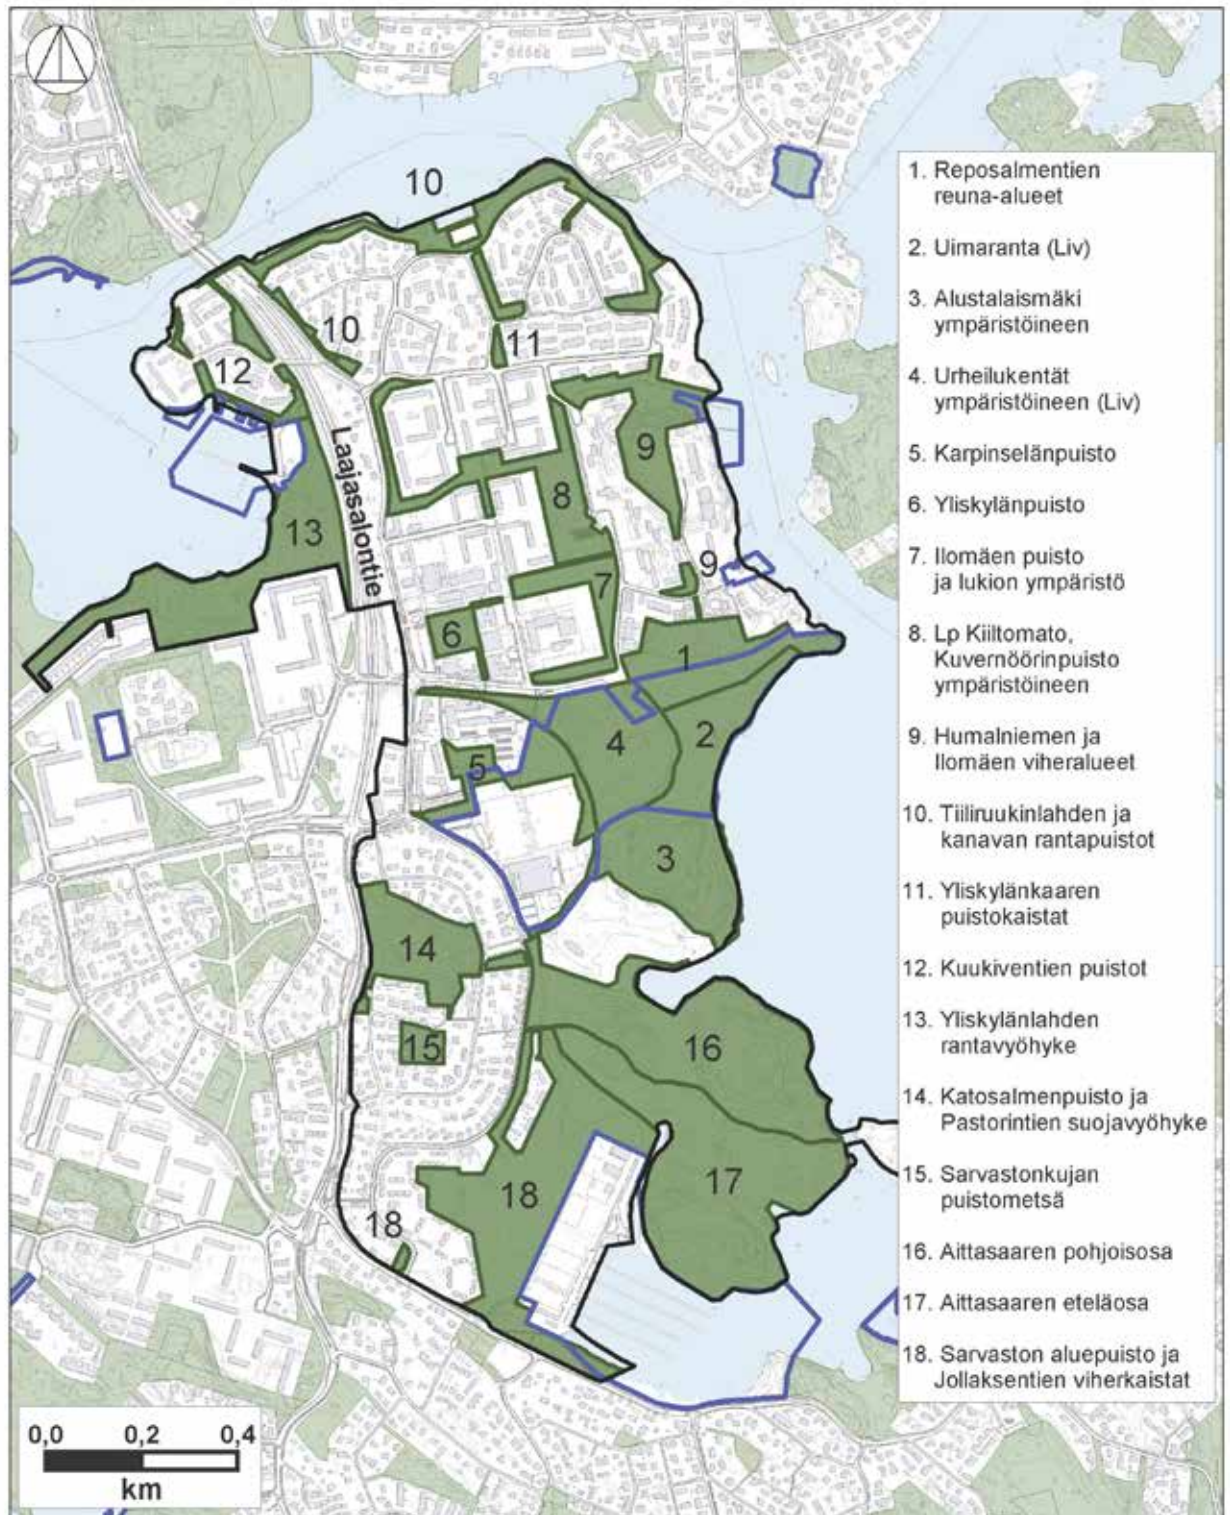 10
10
11
12
9
8
Laajasalontie
13
9
7
6
1
2
4
5
3
14
16
15
17
18
18
1. Reposalmentien
reuna-alueet
2. Uimaranta (Liv)
3. Alustalaismäki
ympäristöineen
4. Urheilukentät
ympäristöineen (Liv)
5. Karpinselänpuisto
6. Yliskylänpuisto
7. Ilomäen puisto
ja lukion ympäristö
8. Lp Kiiltomato,
Kuvernöörinpuisto
ympäristöineen
9. Humalniemen ja
Ilomäen viheralueet
10. Tiiliruukinlahden ja
kanavan rantapuistot
11. Yliskylänkaaren
puistokaistat
12. Kuukiventien puistot
13. Yliskylänlahden
rantavyöhyke
14. Katosalmenpuisto ja
Pastorintien suojavyöhyke
15. Sarvastonkujan
puistometsä
16. Aittasaaren pohjoisosa
17. Aittasaaren eteläosa
18. Sarvaston aluepuisto ja
Jollaksentien viherkaistat
0,0 0,2 0,4
km